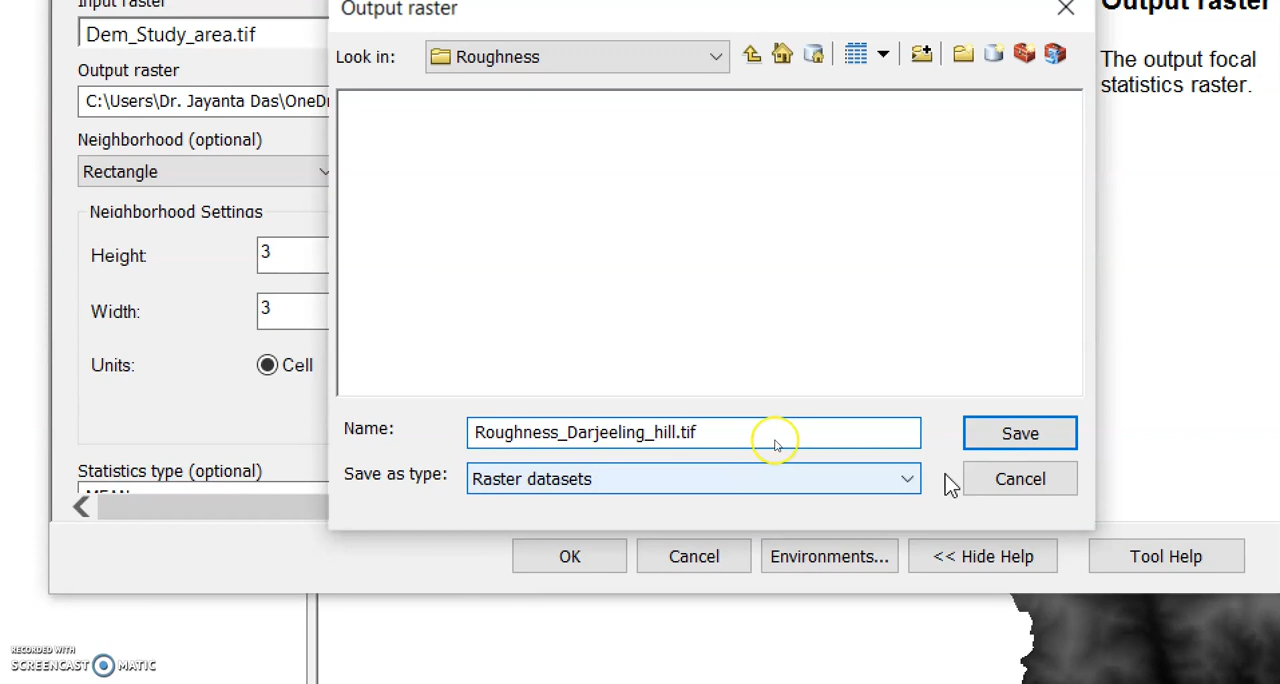 Input raster
Dem_Study_area.tif
Output raster
C:\Users\Dr. Jayanta Das\OneDr
Neighborhood (optional)
Rectangle
Neighborhood Settings
Height:
3
Width:
3
Units:
Cell
Statistics type (optional)
MEAN
Output raster
Look in:
Roughness
Name:
Roughness_Darjeeling_hill.tif
Save
Save as type:
Raster datasets
Cancel
OK
Cancel
Environments...
<< Hide Help
Tool Help
Output raster
The output focal
statistics raster.
RECORDED WITH
SCREENCAST MATIC